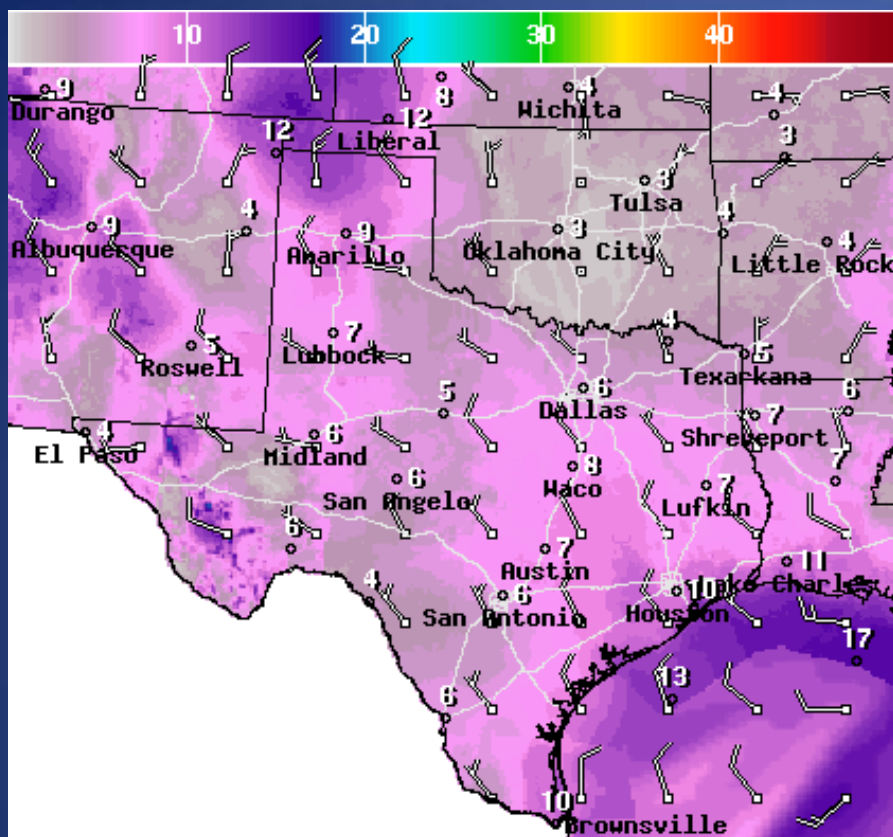 10 20 30 40
9 8 4 4
Durango Wichita
12 Liberal 12
3
3
Tulsa
9 4 9 3 4 4
Albuquerque Amarillo Oklahoma City Little Rock
7 4
5 5
Roswell Lubbock Texarkana
5 6 6
Dallas
4 6 7
El Paso Midland Shreveport
6 8 7 7
San Angelo Waco Lufkin
6 7 11
Austin
4 6 10 Lake Charles
San Antonio Houston
17
13
6
10
Brownsville